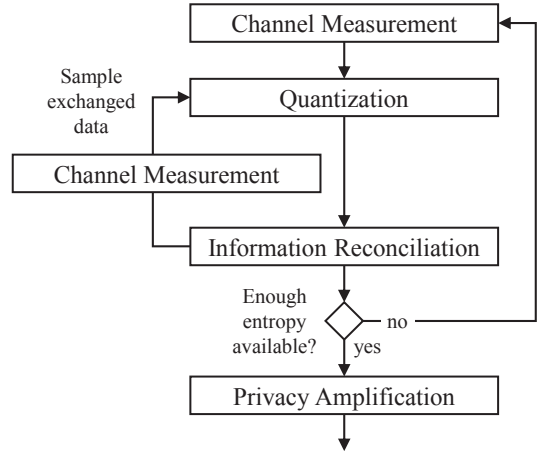 Channel Measurement
Sample
exchanged
data
Quantization
Channel Measurement
Information Reconciliation
Enough
entropy
available?
no
yes
Privacy Amplification